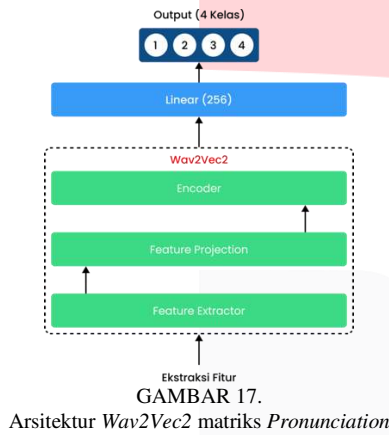 Output (4 Kelas)
1 2 3 4
Linear (256)
Wav2Vec2
Encoder
Feature Projection
Feature Extractor
Ekstraksi Fitur
GAMBAR 17.
Arsitektur Wav2Vec2 matriks Pronunciation